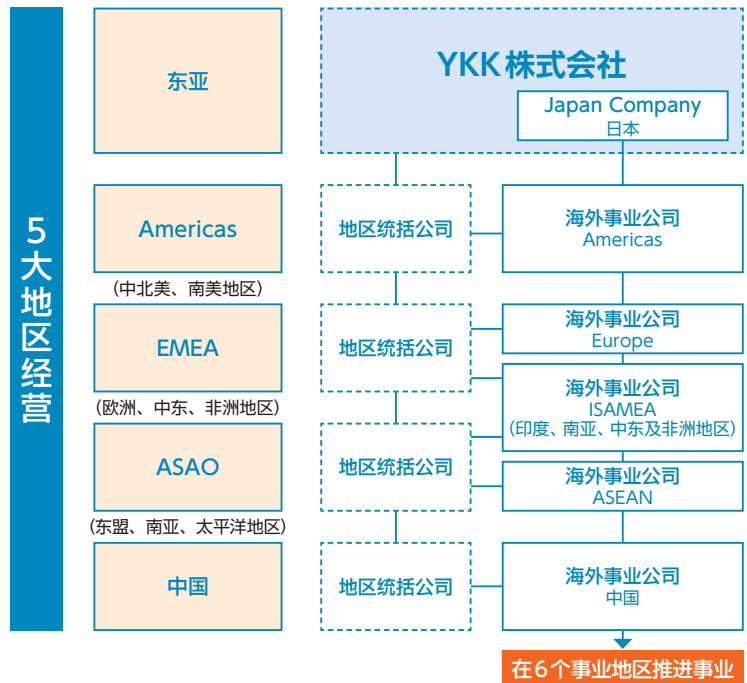 5大地区经营
东亚
YKK株式会社
Japan Company
日本
Americas
(中北美、南美地区)
地区统括公司
海外事业公司
Americas
EMEA
(欧洲、中东、非洲地区)
地区统括公司
海外事业公司
Europe
海外事业公司
ISAMEA
(印度、南亚、中东及非洲地区)
ASAO
(东盟、南亚、太平洋地区)
地区统括公司
海外事业公司
ASEAN
中国
地区统括公司
海外事业公司
中国
在6个事业地区推进事业